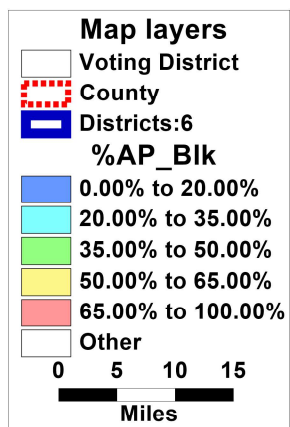 Map layers
Voting District
County
Districts:6
%AP_Blk
0.00% to 20.00%
20.00% to 35.00%
35.00% to 50.00%
50.00% to 65.00%
65.00% to 100.00%
Other
0 5 10 15
Miles